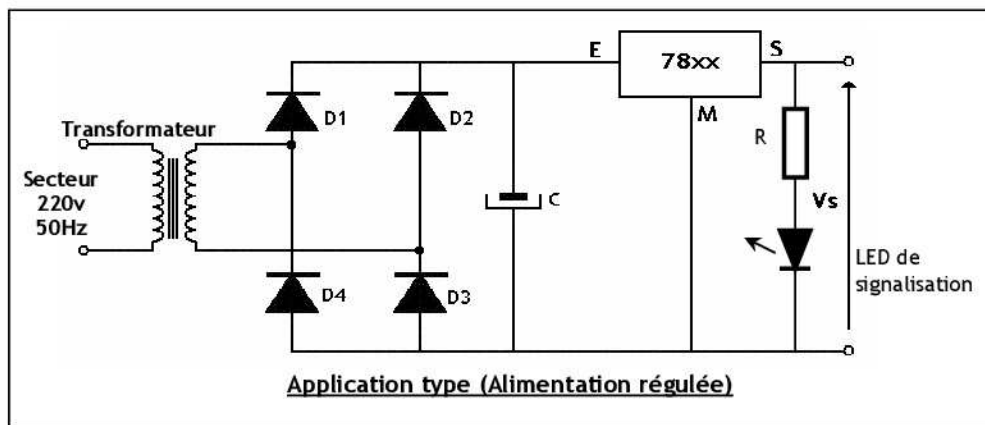 E
78xx
S
D1
D2
M
Transformateur
R
Secteur
220v
50Hz
C
Vs
LED de
signalisation
D4
D3
Application type (Alimentation régulée)